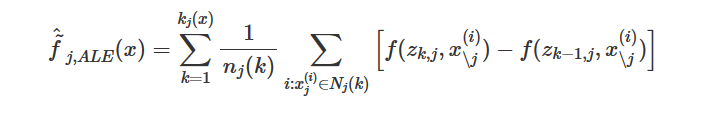 $$\hat{\tilde{f}}_{j,ALE}(x)=\sum_{k=1}^{k_j(x)}\frac{1}{n_j(k)}\sum_{i:x_j^{(i)}\in N_j(k)}\left[f(z_{k,j},x_{\setminus j}^{(i)})-f(z_{k-1,j},x_{\setminus j}^{(i)})\right]$$